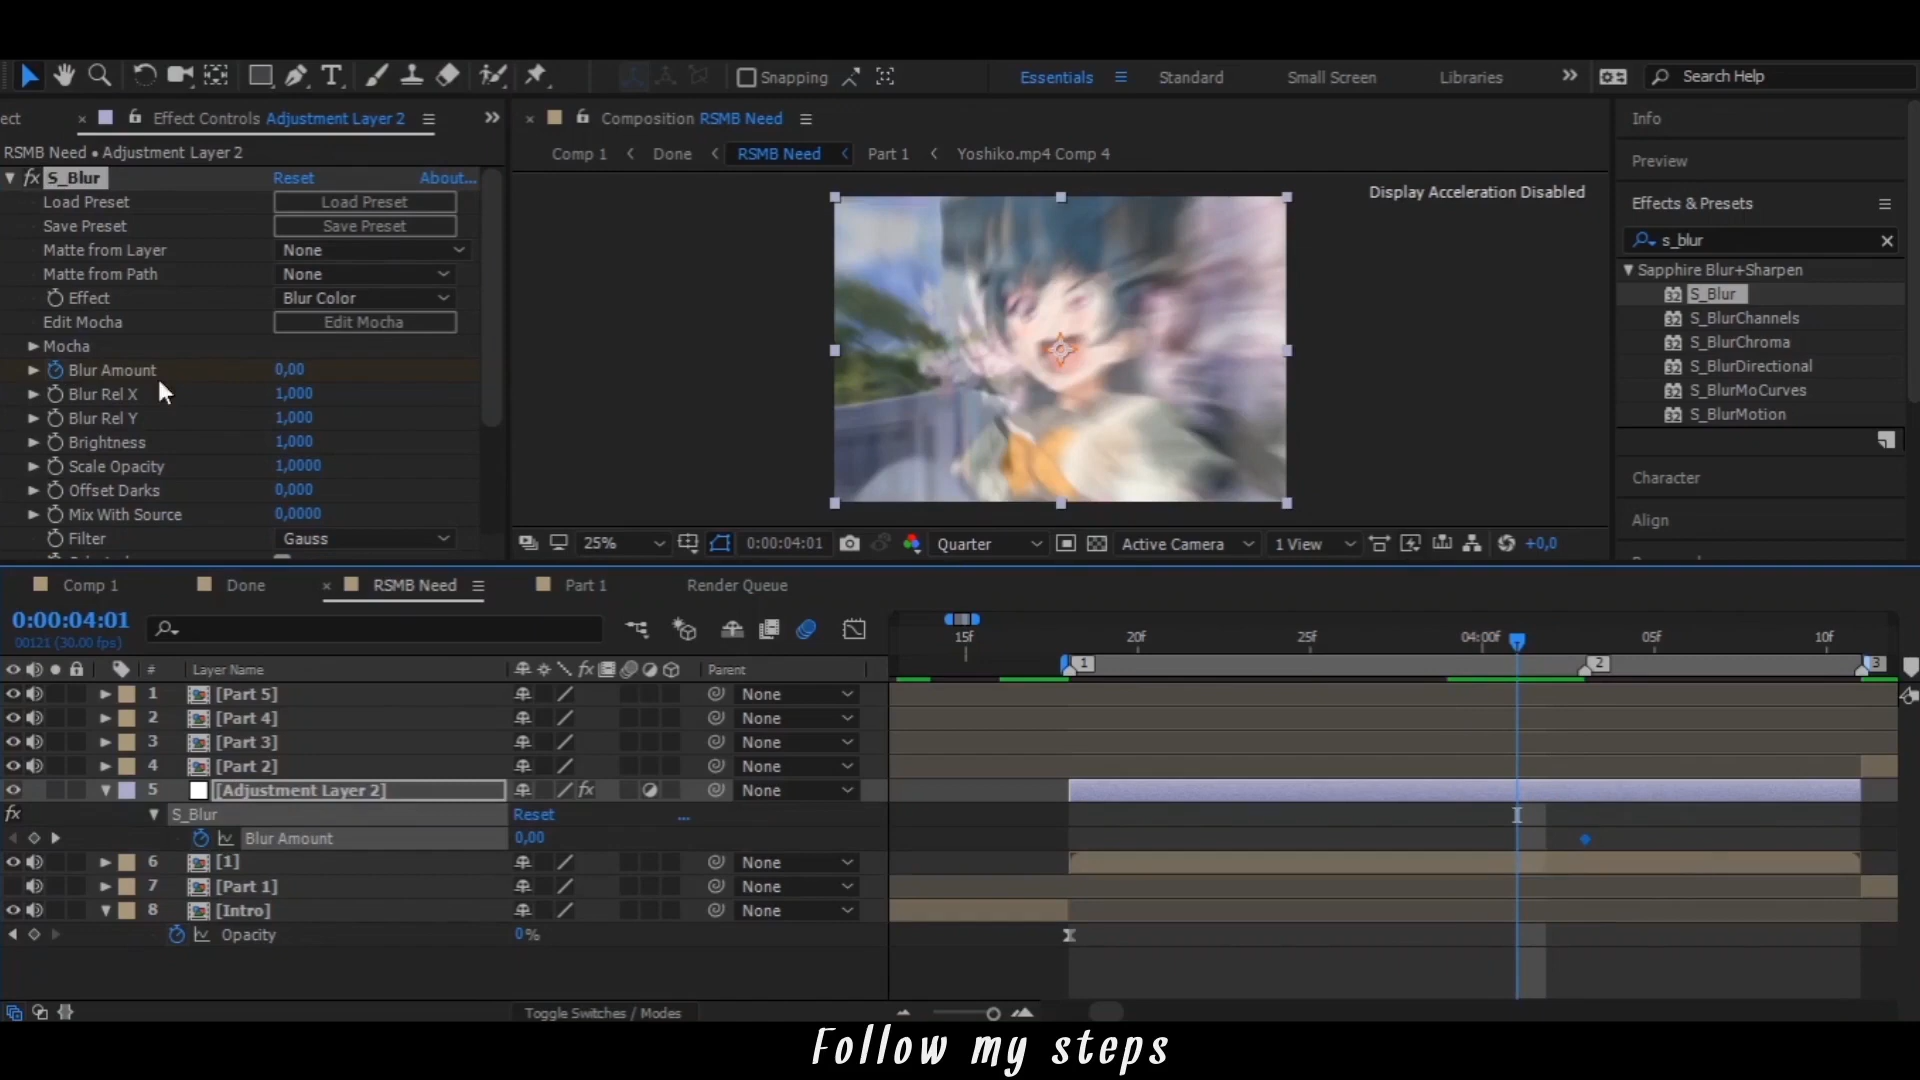 Snapping
Essentials
Standard
Small Screen
Libraries
Search Help
ect
Effect Controls Adjustment Layer 2
RSMB Need • Adjustment Layer 2
fx S_Blur Reset About...
Load Preset Load Preset
Save Preset Save Preset
Matte from Layer None
Matte from Path None
Effect Blur Color
Edit Mocha Edit Mocha
Mocha
Blur Amount 0,00
Blur Rel X 1,000
Blur Rel Y 1,000
Brightness 1,000
Scale Opacity 1,0000
Offset Darks 0,000
Mix With Source 0,0000
Filter Gauss
Composition RSMB Need
Comp 1 Done RSMB Need Part 1 Yoshiko.mp4 Comp 4
Display Acceleration Disabled
25% 0:00:04:01 Quarter Active Camera 1 View +0,0
Info
Preview
Effects & Presets
s_blur
Sapphire Blur+Sharpen
32 S_Blur
32 S_BlurChannels
32 S_BlurChroma
32 S_BlurDirectional
32 S_BlurMoCurves
32 S_BlurMotion
Character
Align
Comp 1 Done RSMB Need Part 1 Render Queue
0:00:04:01
00121 (30.00 fps)
15f 20f 25f 04:00f 05f 10f
1 2 3
# Layer Name fx Parent
1 [Part 5] None
2 [Part 4] None
3 [Part 3] None
4 [Part 2] None
5 [Adjustment Layer 2] fx None
fx S_Blur Reset ...
Blur Amount 0,00
6 [1] None
7 [Part 1] None
8 [Intro] None
Opacity 0%
Toggle Switches / Modes
Follow my steps